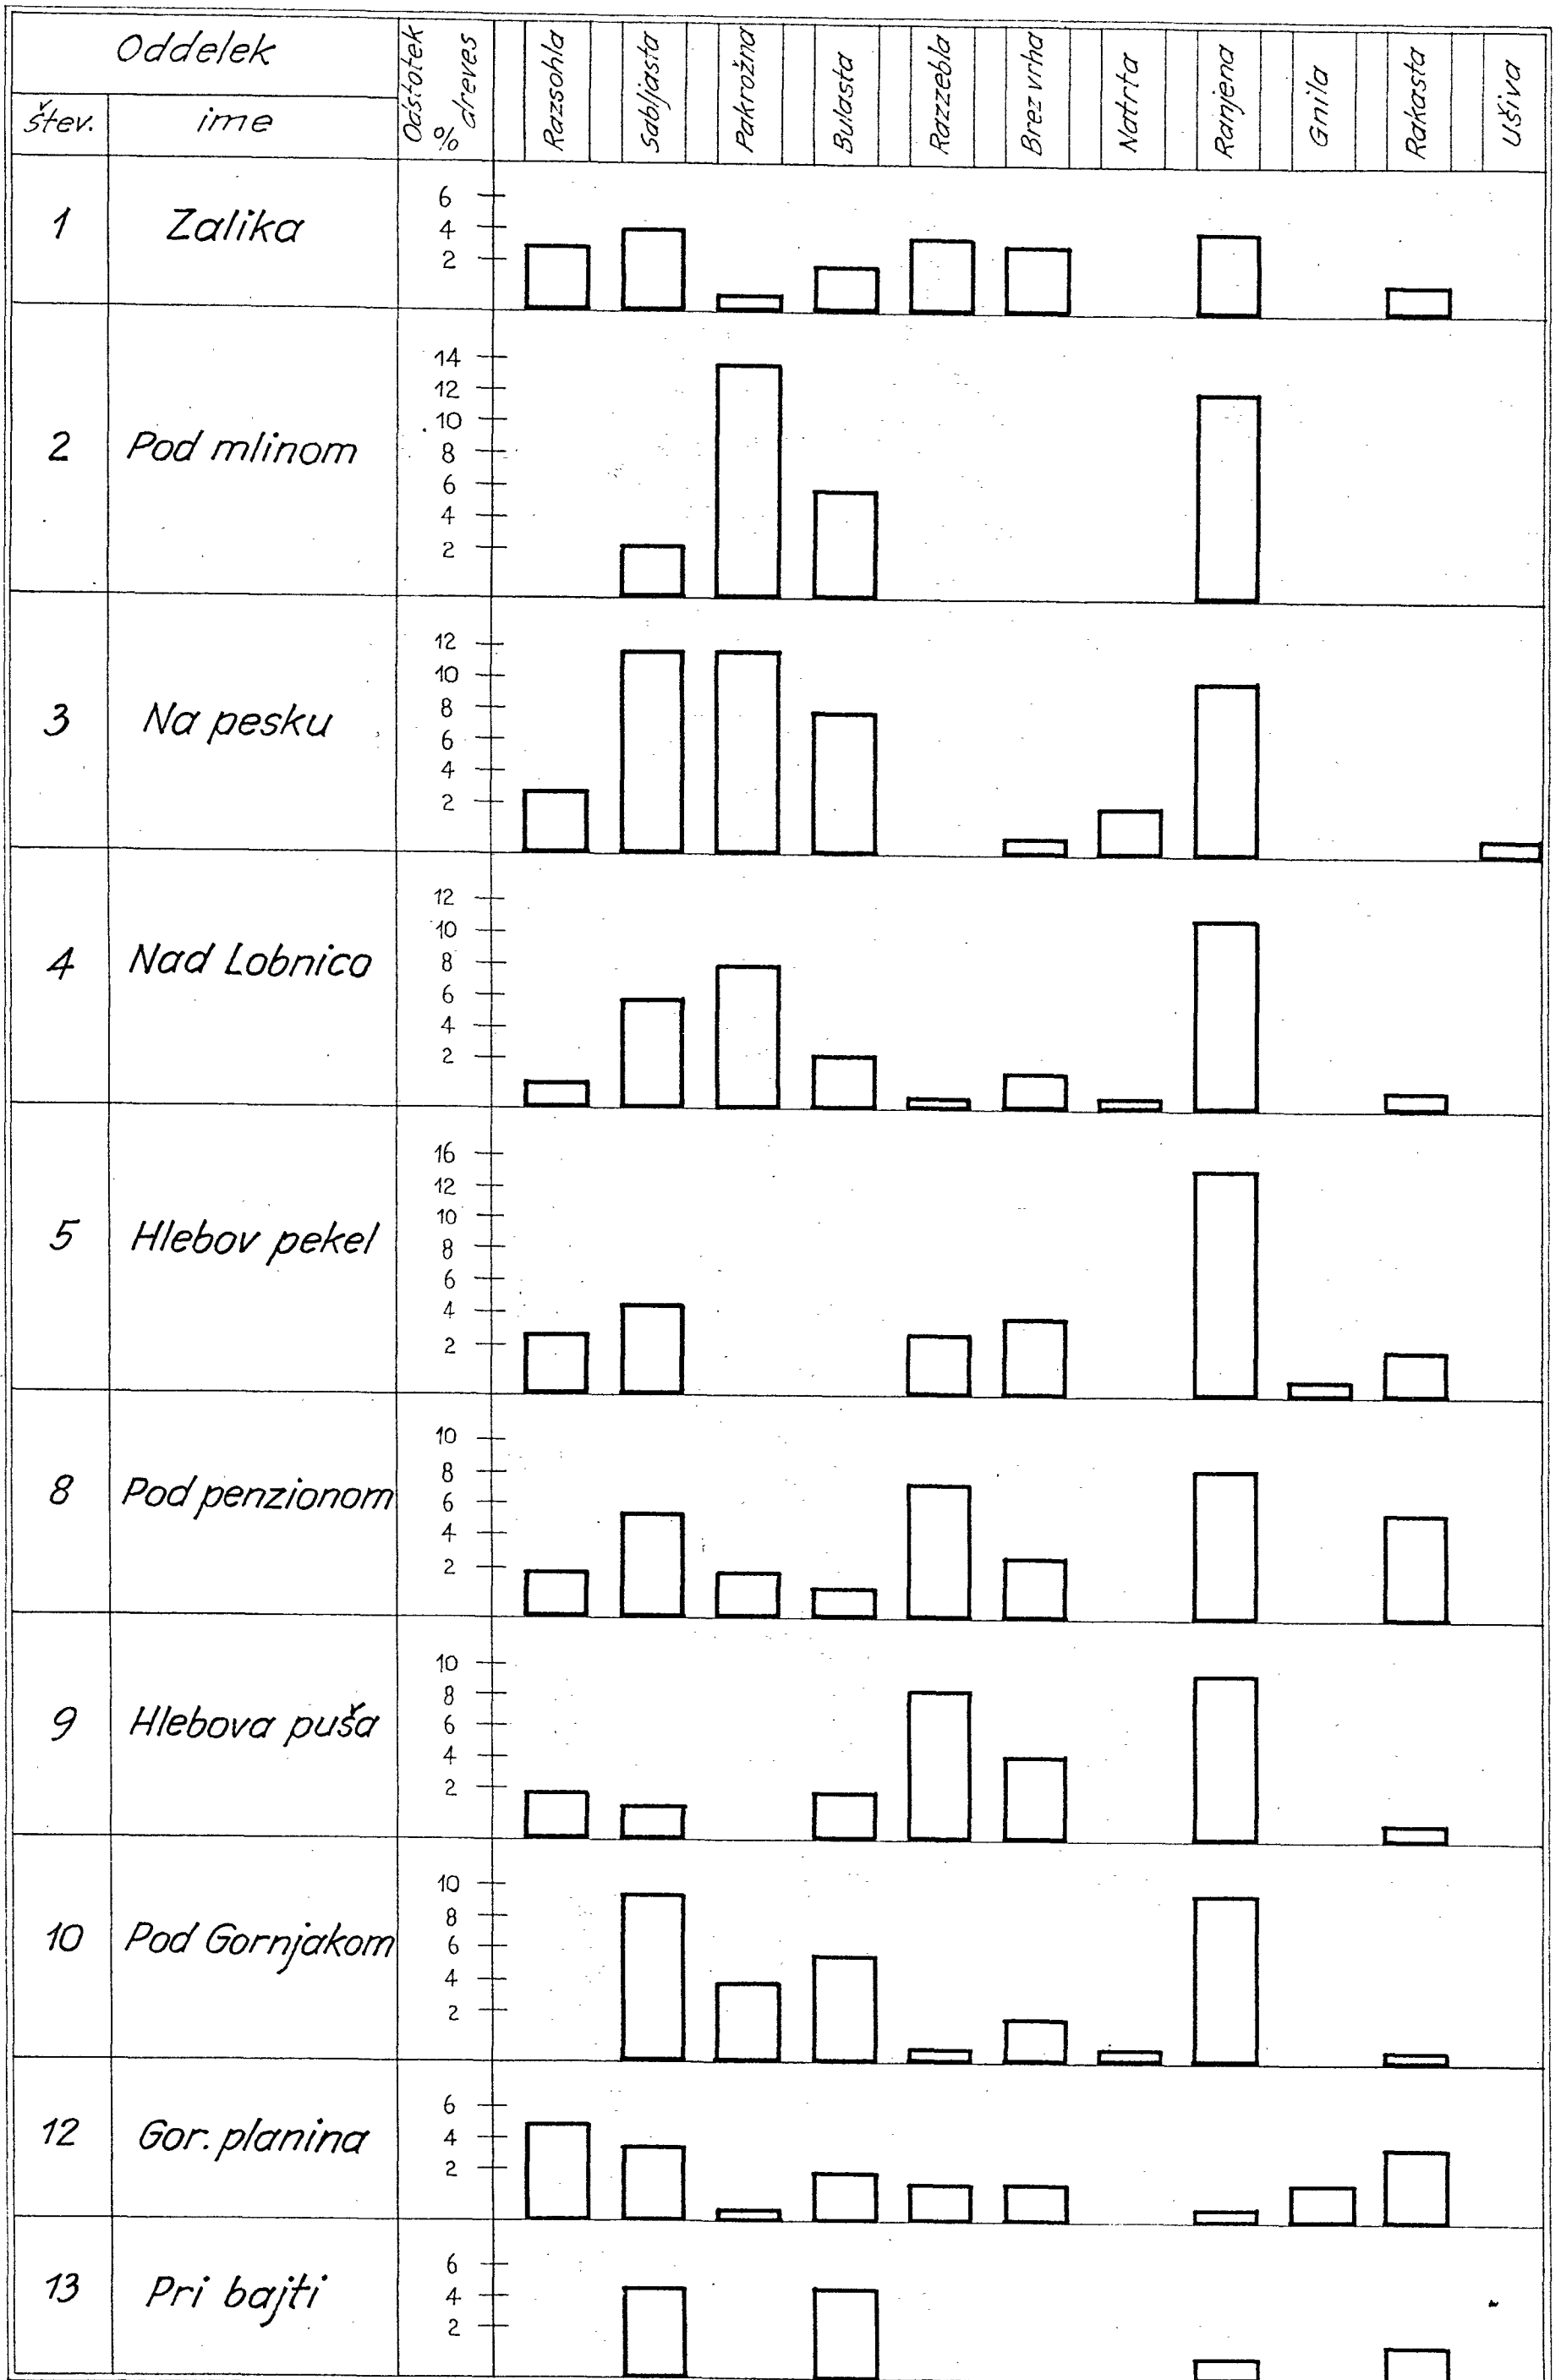 Oddelek
štev.
ime
Odstotek
% dreves
Razsohla
Sabljasta
Pakrožna
Bulasta
Razzebla
Brez vrha
Natrta
Ranjena
Gnila
Rakasta
Ušiva
1
Zalika
6
4
2
2
Pod mlinom
14
12
10
8
6
4
2
3
Na pesku
12
10
8
6
4
2
4
Nad Lobnico
12
10
8
6
4
2
5
Hlebov pekel
16
12
10
8
6
4
2
8
Pod penzionom
10
8
6
4
2
9
Hlebova puša
10
8
6
4
2
10
Pod Gornjakom
10
8
6
4
2
12
Gor. planina
6
4
2
13
Pri bajti
6
4
2